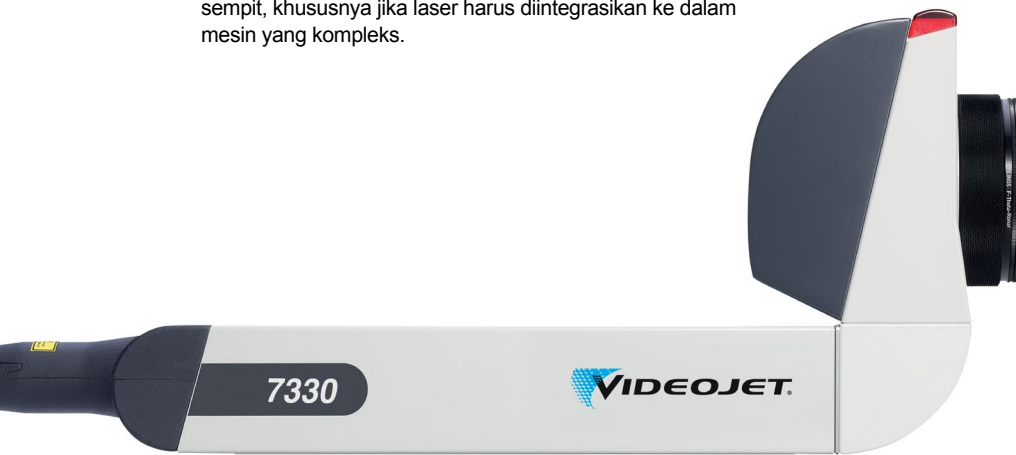 sempit, khususnya jika laser harus diintegrasikan ke dalam
mesin yang kompleks.
7330
VIDEOJET.